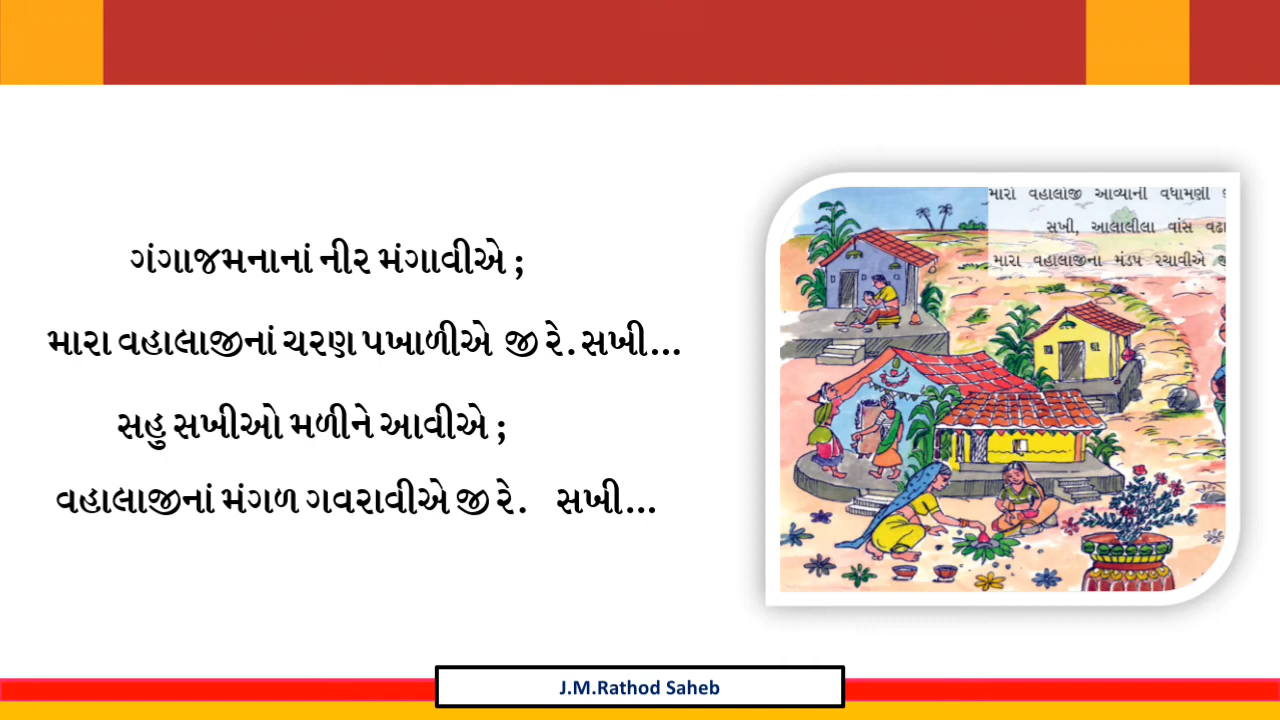 ગંગાજમનાનાં નીર મંગાવીએ ;
મારા વહાલાજીનાં ચરણ પખાળીએ જી રે. સખી...
સહુ સખીઓ મળીને આવીએ ;
વહાલાજીનાં મંગળ ગવરાવીએ જી રે. સખી...
મારા વહાલાજી આવ્યાની વધામણી
સખી, આલાલીલા વાંસ વઢા
મારા વહાલાજીના મંડપ રચાવીએ
J.M.Rathod Saheb